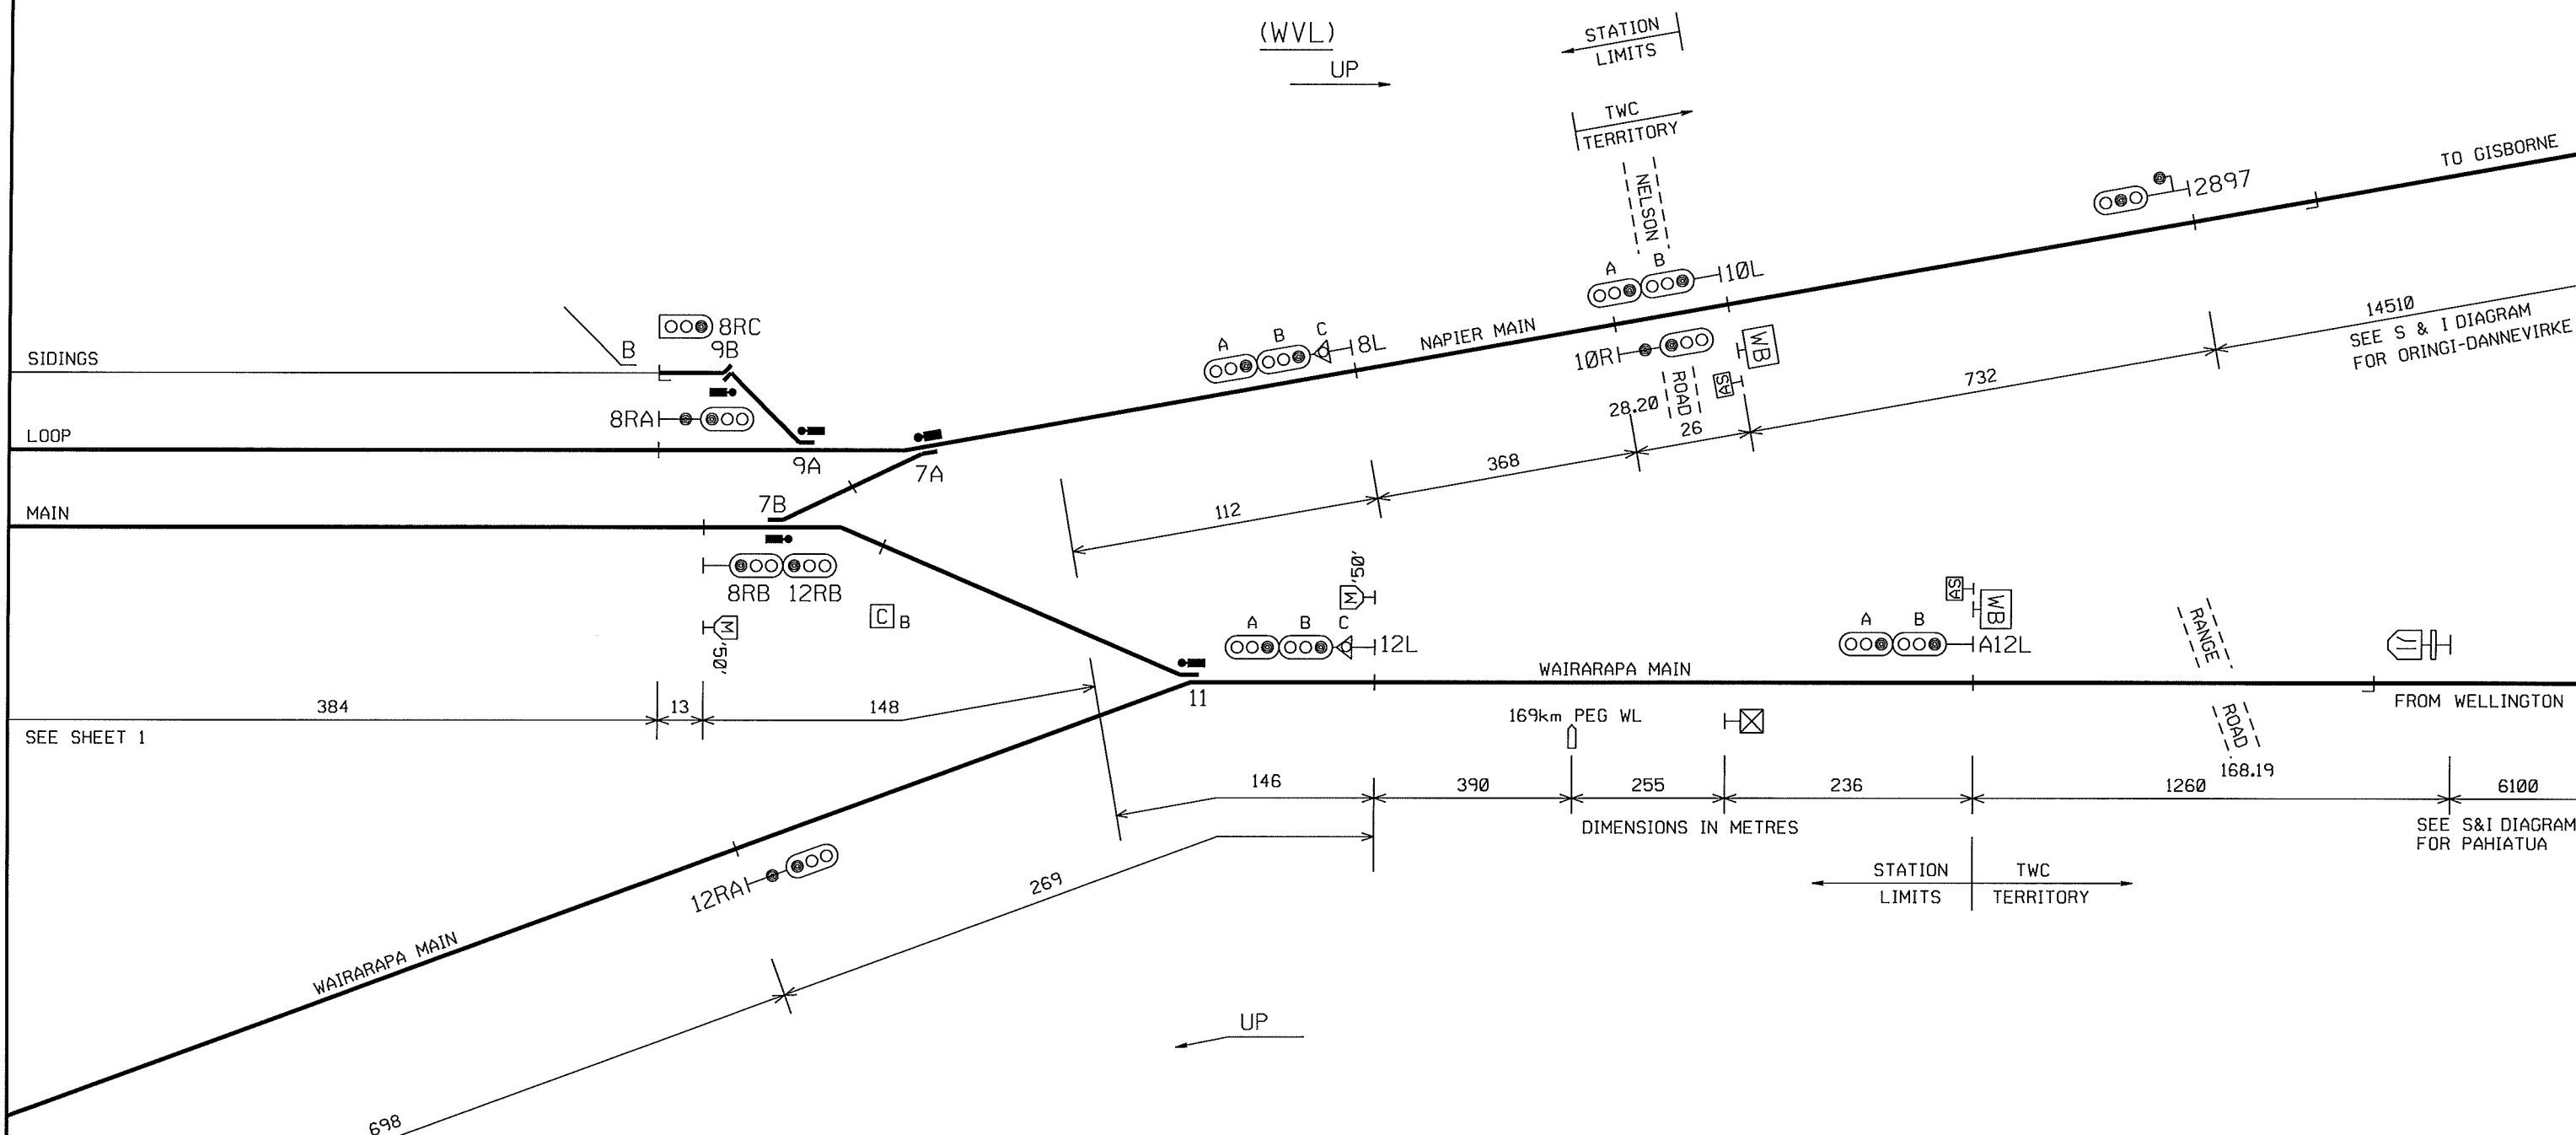 (WVL)
UP
STATION
LIMITS
TWC
TERRITORY
NELSON
TO GISBORNE
2897
A B
10L
8RC
9B
B
SIDINGS
A B C
8L
NAPIER MAIN
10R
WB
AS
ROAD
14510
SEE S & I DIAGRAM
FOR ORINGI-DANNEVIRKE
732
28.20
26
8RA
LOOP
9A
7A
368
112
7B
MAIN
8RB 12RB
C B
M
'50'
M
'50'
A B C
12L
AS
WB
A B
A12L
RANGE
WAIRARAPA MAIN
11
FROM WELLINGTON
384
13
148
SEE SHEET 1
169km PEG WL
ROAD
168.19
146
390
255
236
1260
6100
DIMENSIONS IN METRES
SEE S&I DIAGRAM
FOR PAHIATUA
12RA
269
STATION
LIMITS
TWC
TERRITORY
WAIRARAPA MAIN
UP
698